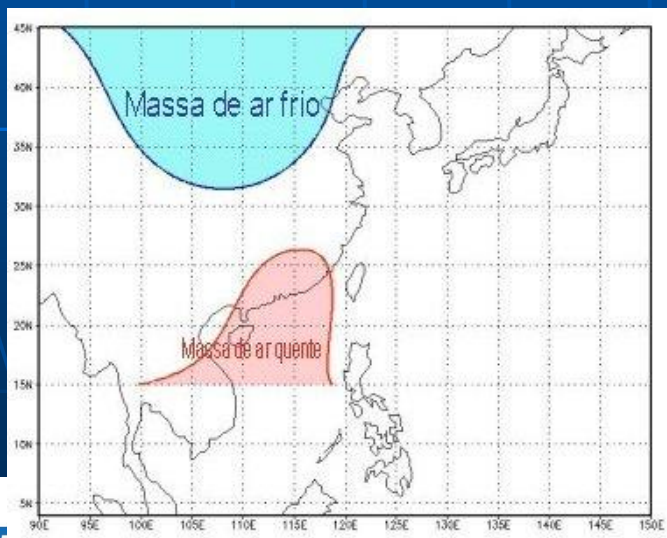 45N
Massa de ar frio
40N
35N
30N
25N
20N
Massa de ar quente
15N
10N
5N
90E 95E 100E 105E 110E 115E 120E 125E 130E 135E 140E 145E 150E